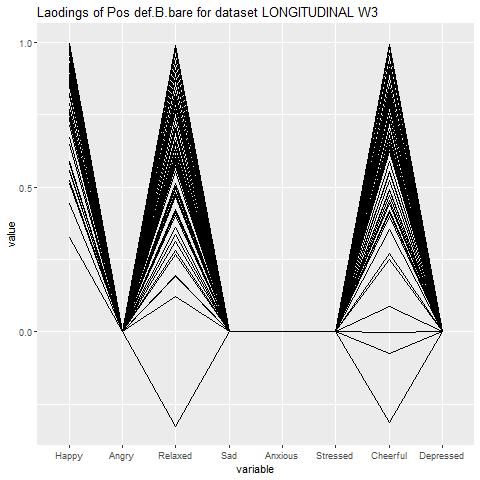 Laodings of Pos def.B.bare for dataset LONGITUDINAL W3
1.0
0.5
0.0
value
Happy Angry Relaxed Sad Anxious Stressed Cheerful Depressed
variable